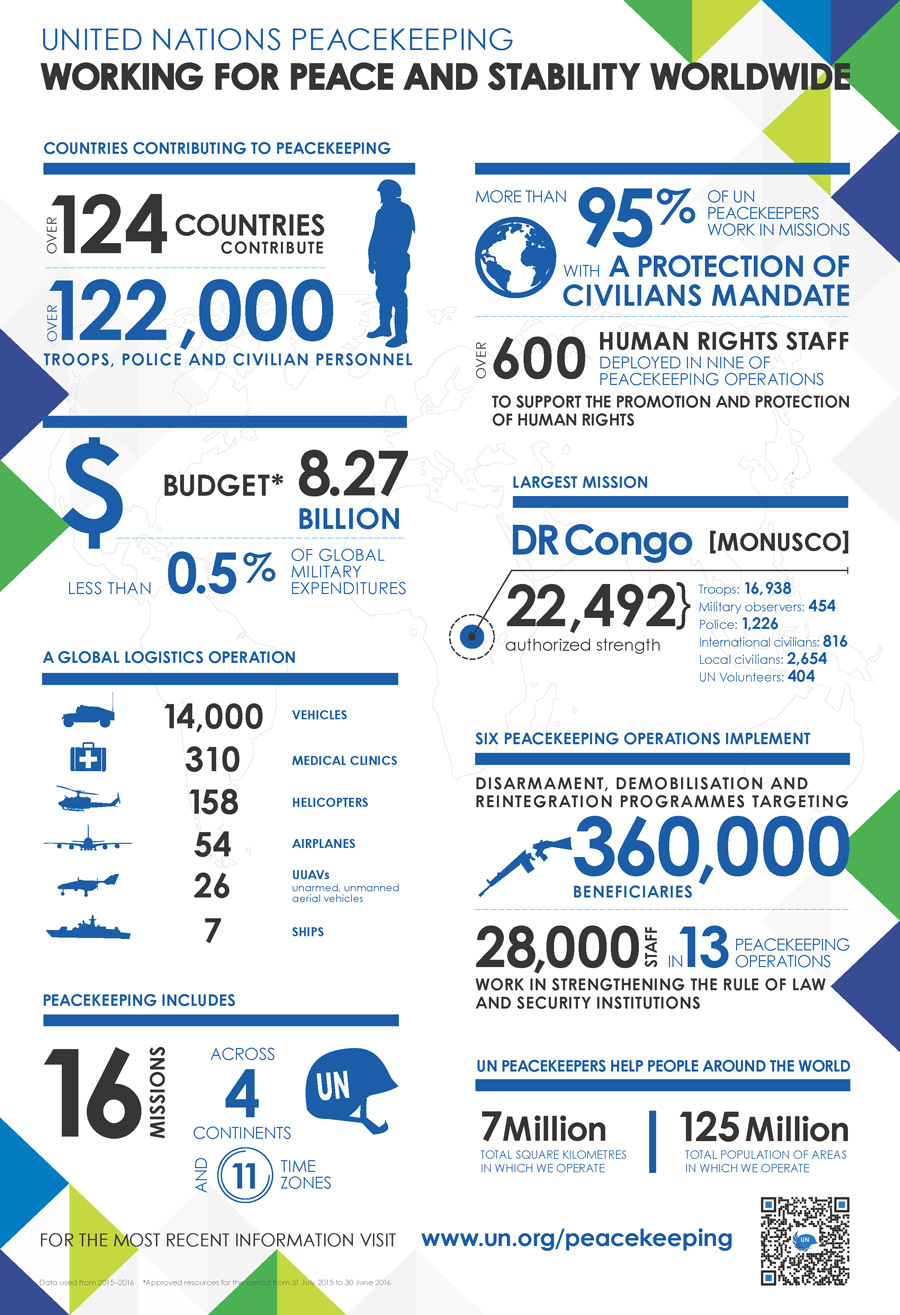 UNITED NATIONS PEACEKEEPING
WORKING FOR PEACE AND STABILITY WORLDWIDE
COUNTRIES CONTRIBUTING TO PEACEKEEPING
OVER 124 COUNTRIES
CONTRIBUTE
OVER 122,000
TROOPS, POLICE AND CIVILIAN PERSONNEL
$
BUDGET* 8.27
BILLION
LESS THAN 0.5% OF GLOBAL
MILITARY
EXPENDITURES
A GLOBAL LOGISTICS OPERATION
14,000 VEHICLES
310 MEDICAL CLINICS
158 HELICOPTERS
54 AIRPLANES
26 UUAVs
unarmed, unmanned
aerial vehicles
7 SHIPS
PEACEKEEPING INCLUDES
16 MISSIONS
ACROSS
4
CONTINENTS
AND 11 TIME
ZONES
UN
MORE THAN 95% OF UN
PEACEKEEPERS
WORK IN MISSIONS
WITH A PROTECTION OF
CIVILIANS MANDATE
OVER 600 HUMAN RIGHTS STAFF
DEPLOYED IN NINE OF
PEACEKEEPING OPERATIONS
TO SUPPORT THE PROMOTION AND PROTECTION
OF HUMAN RIGHTS
LARGEST MISSION
DR Congo [MONUSCO]
22,492}
authorized strength
Troops: 16,938
Military observers: 454
Police: 1,226
International civilians: 816
Local civilians: 2,654
UN Volunteers: 404
SIX PEACEKEEPING OPERATIONS IMPLEMENT
DISARMAMENT, DEMOBILISATION AND
REINTEGRATION PROGRAMMES TARGETING
360,000
BENEFICIARIES
28,000 STAFF IN 13 PEACEKEEPING
OPERATIONS
WORK IN STRENGTHENING THE RULE OF LAW
AND SECURITY INSTITUTIONS
UN PEACEKEEPERS HELP PEOPLE AROUND THE WORLD
7 Million
TOTAL SQUARE KILOMETRES
IN WHICH WE OPERATE
125 Million
TOTAL POPULATION OF AREAS
IN WHICH WE OPERATE
FOR THE MOST RECENT INFORMATION VISIT www.un.org/peacekeeping
UN
Data used from 2015–2016 *Approved resources for the period from 31 July 2015 to 30 June 2016